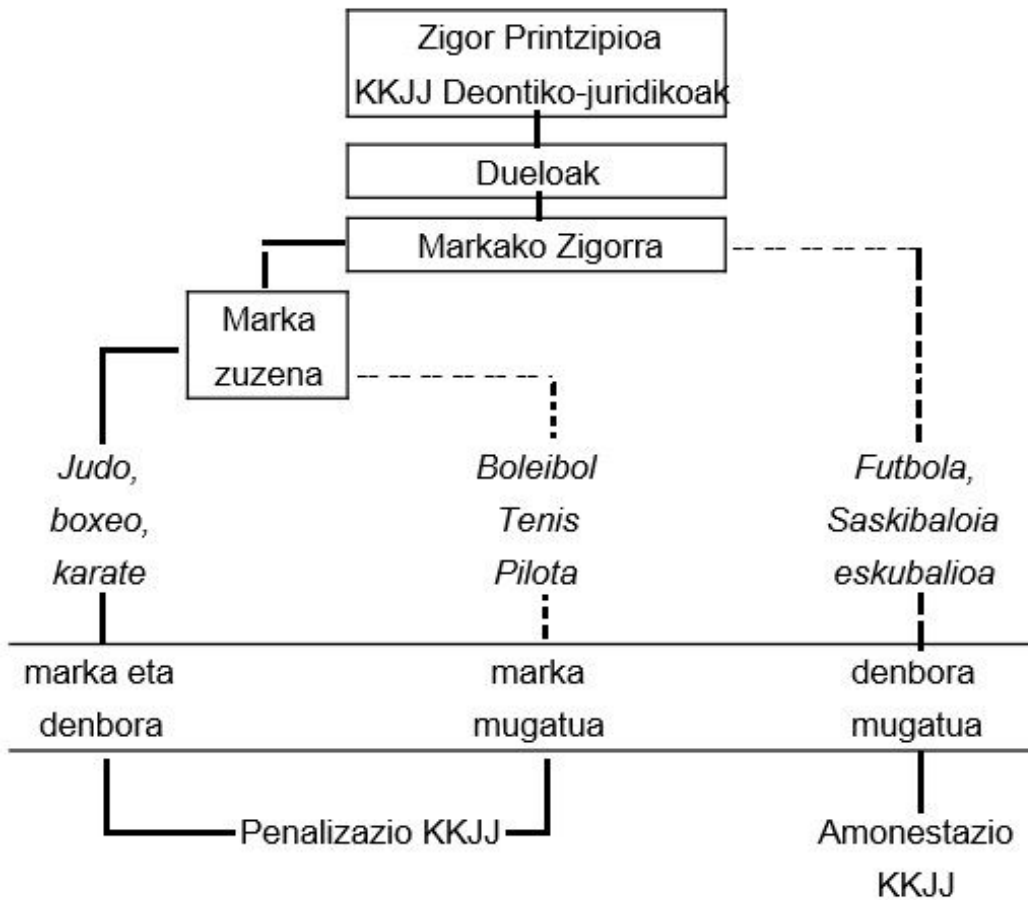 Zigor Printzipioa
KKJJ Deontiko-juridikoak
Dueloak
Markako Zigorra
Marka
zuzena
Judo,
boxeo,
karate
Boleibol
Tenis
Pilota
Futbola,
Saskibaloia
eskubalioa
marka eta
denbora
marka
mugatua
denbora
mugatua
Penalizazio KKJJ
Amonestazio
KKJJ